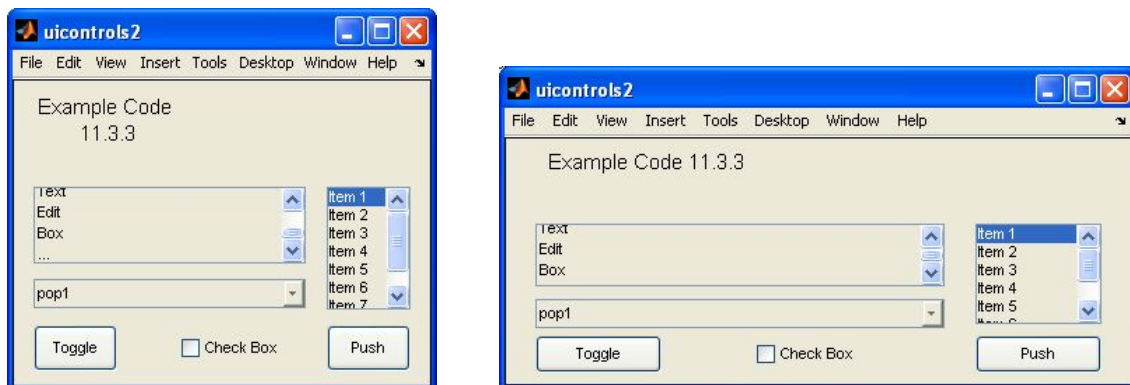 uicontrols2
File Edit View Insert Tools Desktop Window Help
Example Code
11.3.3
Text
Edit
Box
...
Item 1
Item 2
Item 3
Item 4
Item 5
Item 6
Item 7
pop1
Toggle
Check Box
Push
uicontrols2
File Edit View Insert Tools Desktop Window Help
Example Code 11.3.3
Text
Edit
Box
Item 1
Item 2
Item 3
Item 4
Item 5
pop1
Toggle
Check Box
Push